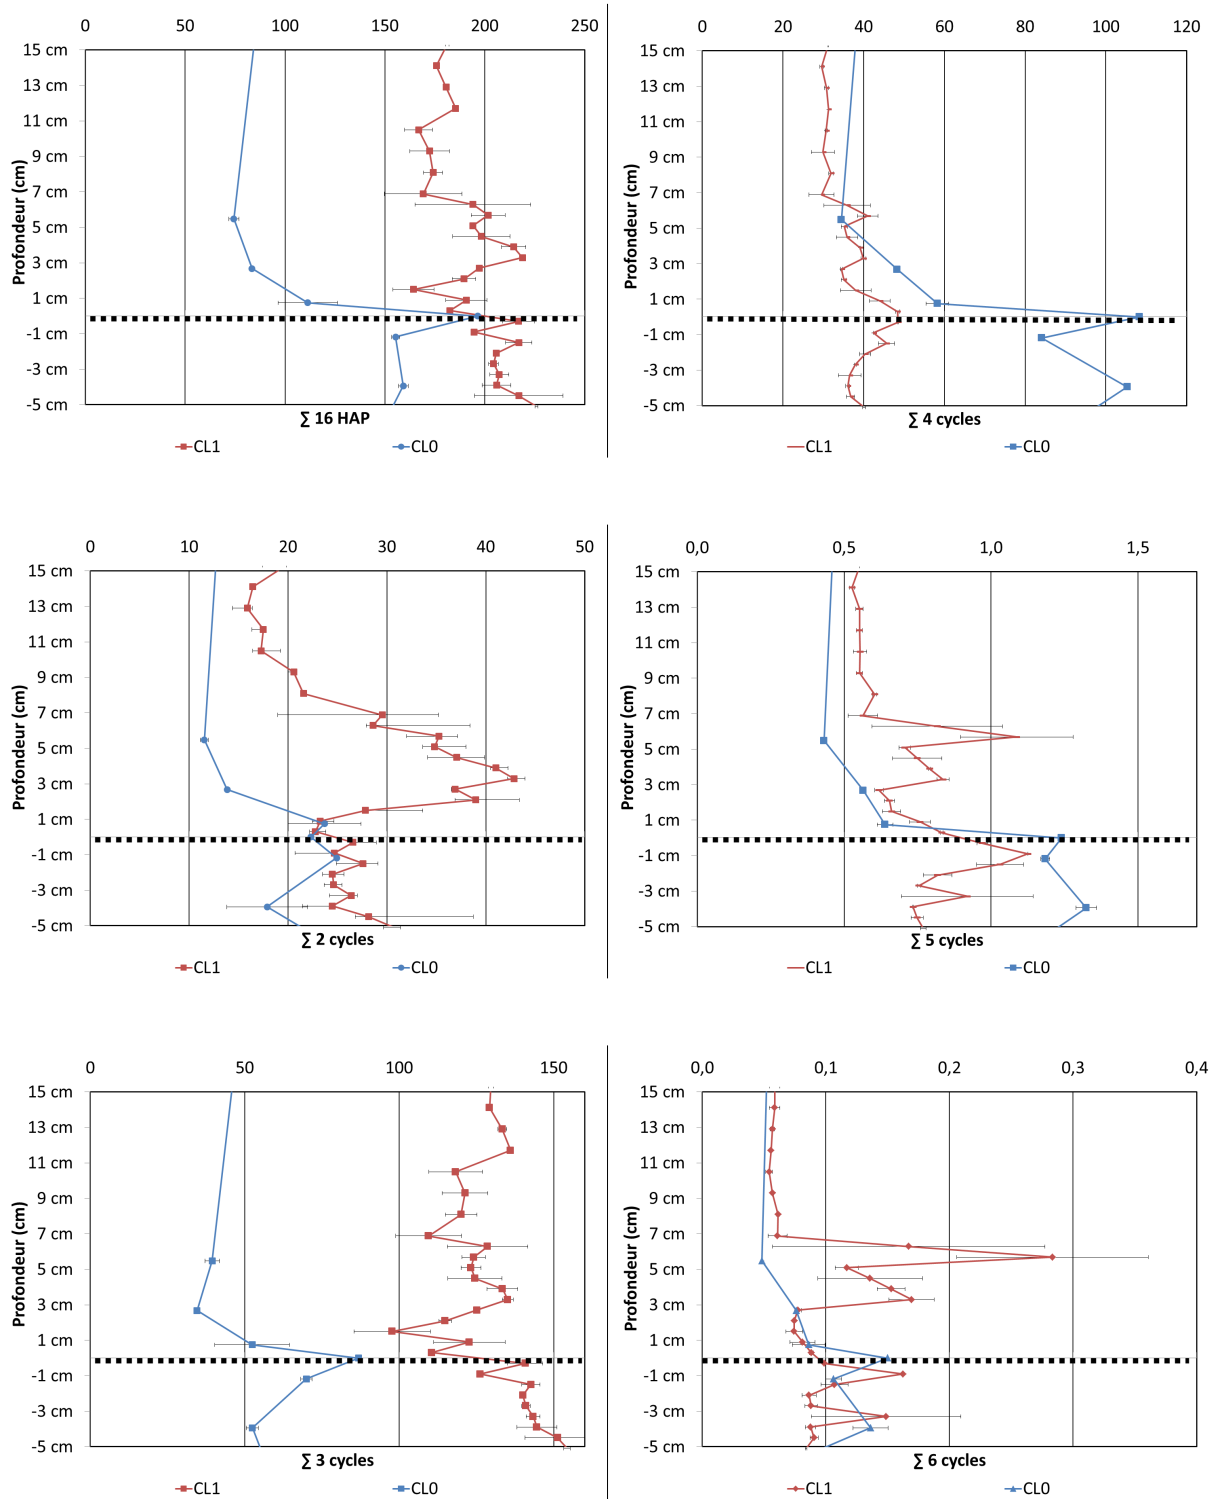 0 50 100 150 200 250
15 cm
13 cm
11 cm
9 cm
7 cm
5 cm
3 cm
1 cm
-1 cm
-3 cm
-5 cm
Profondeur (cm)
∑ 16 HAP
CL1 CL0
0 20 40 60 80 100 120
15 cm
13 cm
11 cm
9 cm
7 cm
5 cm
3 cm
1 cm
-1 cm
-3 cm
-5 cm
Profondeur (cm)
∑ 4 cycles
CL1 CL0
0 10 20 30 40 50
15 cm
13 cm
11 cm
9 cm
7 cm
5 cm
3 cm
1 cm
-1 cm
-3 cm
-5 cm
Profondeur (cm)
∑ 2 cycles
CL1 CL0
0,0 0,5 1,0 1,5
15 cm
13 cm
11 cm
9 cm
7 cm
5 cm
3 cm
1 cm
-1 cm
-3 cm
-5 cm
Profondeur (cm)
∑ 5 cycles
CL1 CL0
0 50 100 150
15 cm
13 cm
11 cm
9 cm
7 cm
5 cm
3 cm
1 cm
-1 cm
-3 cm
-5 cm
Profondeur (cm)
∑ 3 cycles
CL1 CL0
0,0 0,1 0,2 0,3 0,4
15 cm
13 cm
11 cm
9 cm
7 cm
5 cm
3 cm
1 cm
-1 cm
-3 cm
-5 cm
Profondeur (cm)
∑ 6 cycles
CL1 CL0